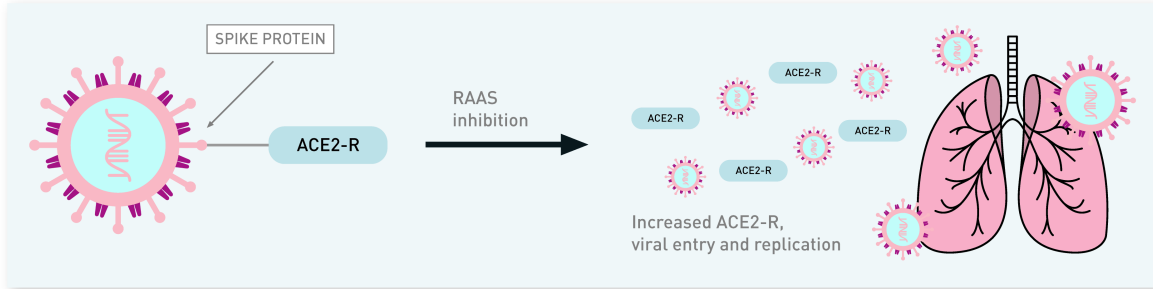 SPIKE PROTEIN
ACE2-R
RAAS
inhibition
ACE2-R
ACE2-R
ACE2-R
ACE2-R
Increased ACE2-R,
viral entry and replication